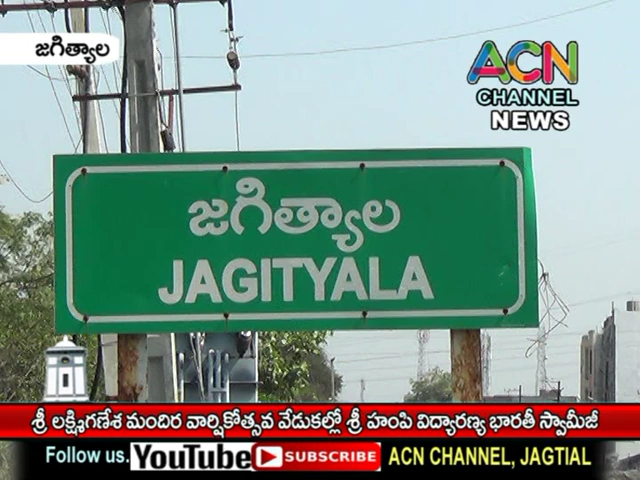 జగిత్యాల
ACN
CHANNEL
NEWS
జగిత్యాల
JAGITYALA
శ్రీ లక్ష్మిగణేశ మందిర వార్షికోత్సవ వేడుకల్లో శ్రీ హంపి విద్యారణ్య భారతీ స్వామీజీ
Follow us. YouTube SUBSCRIBE ACN CHANNEL, JAGTIAL